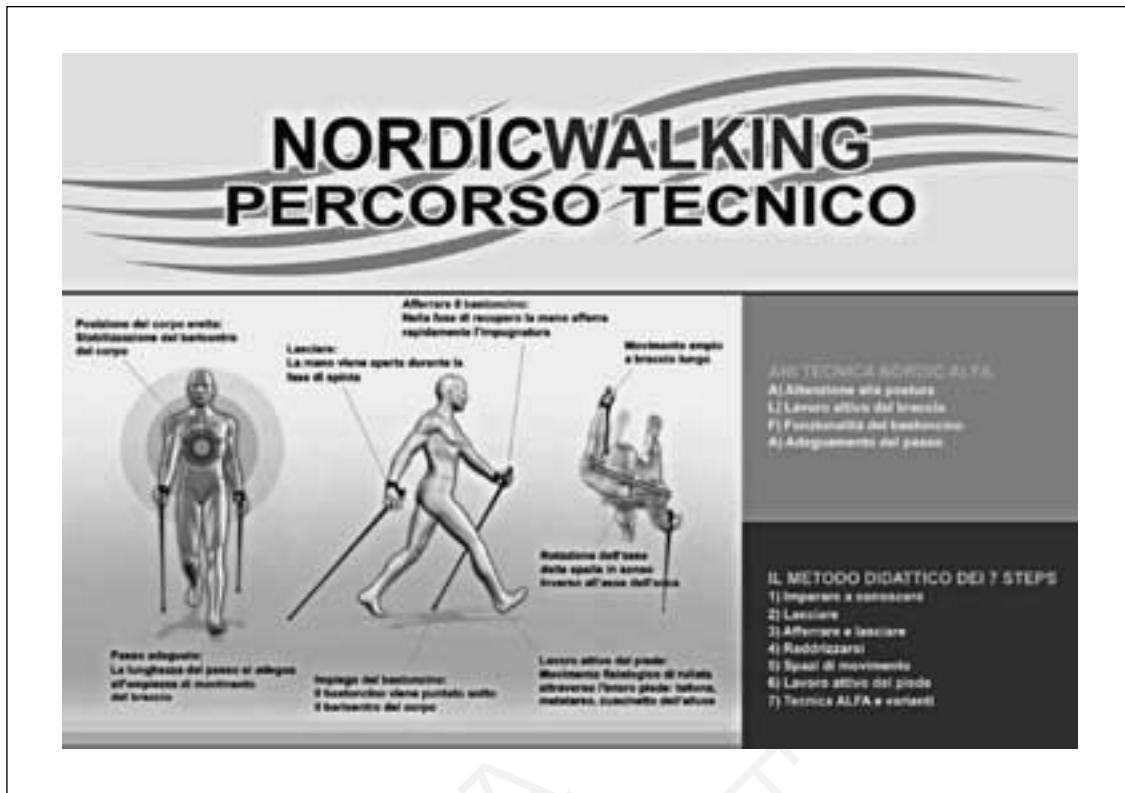 NORDICWALKING
PERCORSO TECNICO
Posizione del corpo eretta:
Stabilizzazione del baricentro
del corpo
Lasciare:
La mano viene aperta durante la
fase di spinta
Afferrare il bastoncino:
Nella fase di recupero la mano afferra
rapidamente l'impugnatura
Movimento ampio
a braccio lungo
Rotazione dell'asse
delle spalle in senso
inverso all'asse dell'anca
Passo adeguato:
La lunghezza del passo si adegua
all'ampiezza di movimento
del braccio
Impiego del bastoncino:
Il bastoncino viene puntato sotto
il baricentro del corpo
Lavoro attivo del piede:
Movimento fisiologico di rullata
attraverso l'intero piede: tallone,
metatarso, cuscinetto dell'alluce
TECNICA NORDIC ALFA
A) Attenzione alla postura
L) Lavoro attivo del braccio
F) Funzionalità del bastoncino
A) Adeguamento del passo
IL METODO DIDATTICO DEI 7 STEPS
1) Imparare a conoscere
2) Lasciare
3) Afferrare e lasciare
4) Raddrizzarsi
5) Spazi di movimento
6) Lavoro attivo del piede
7) Tecnica ALFA e varianti